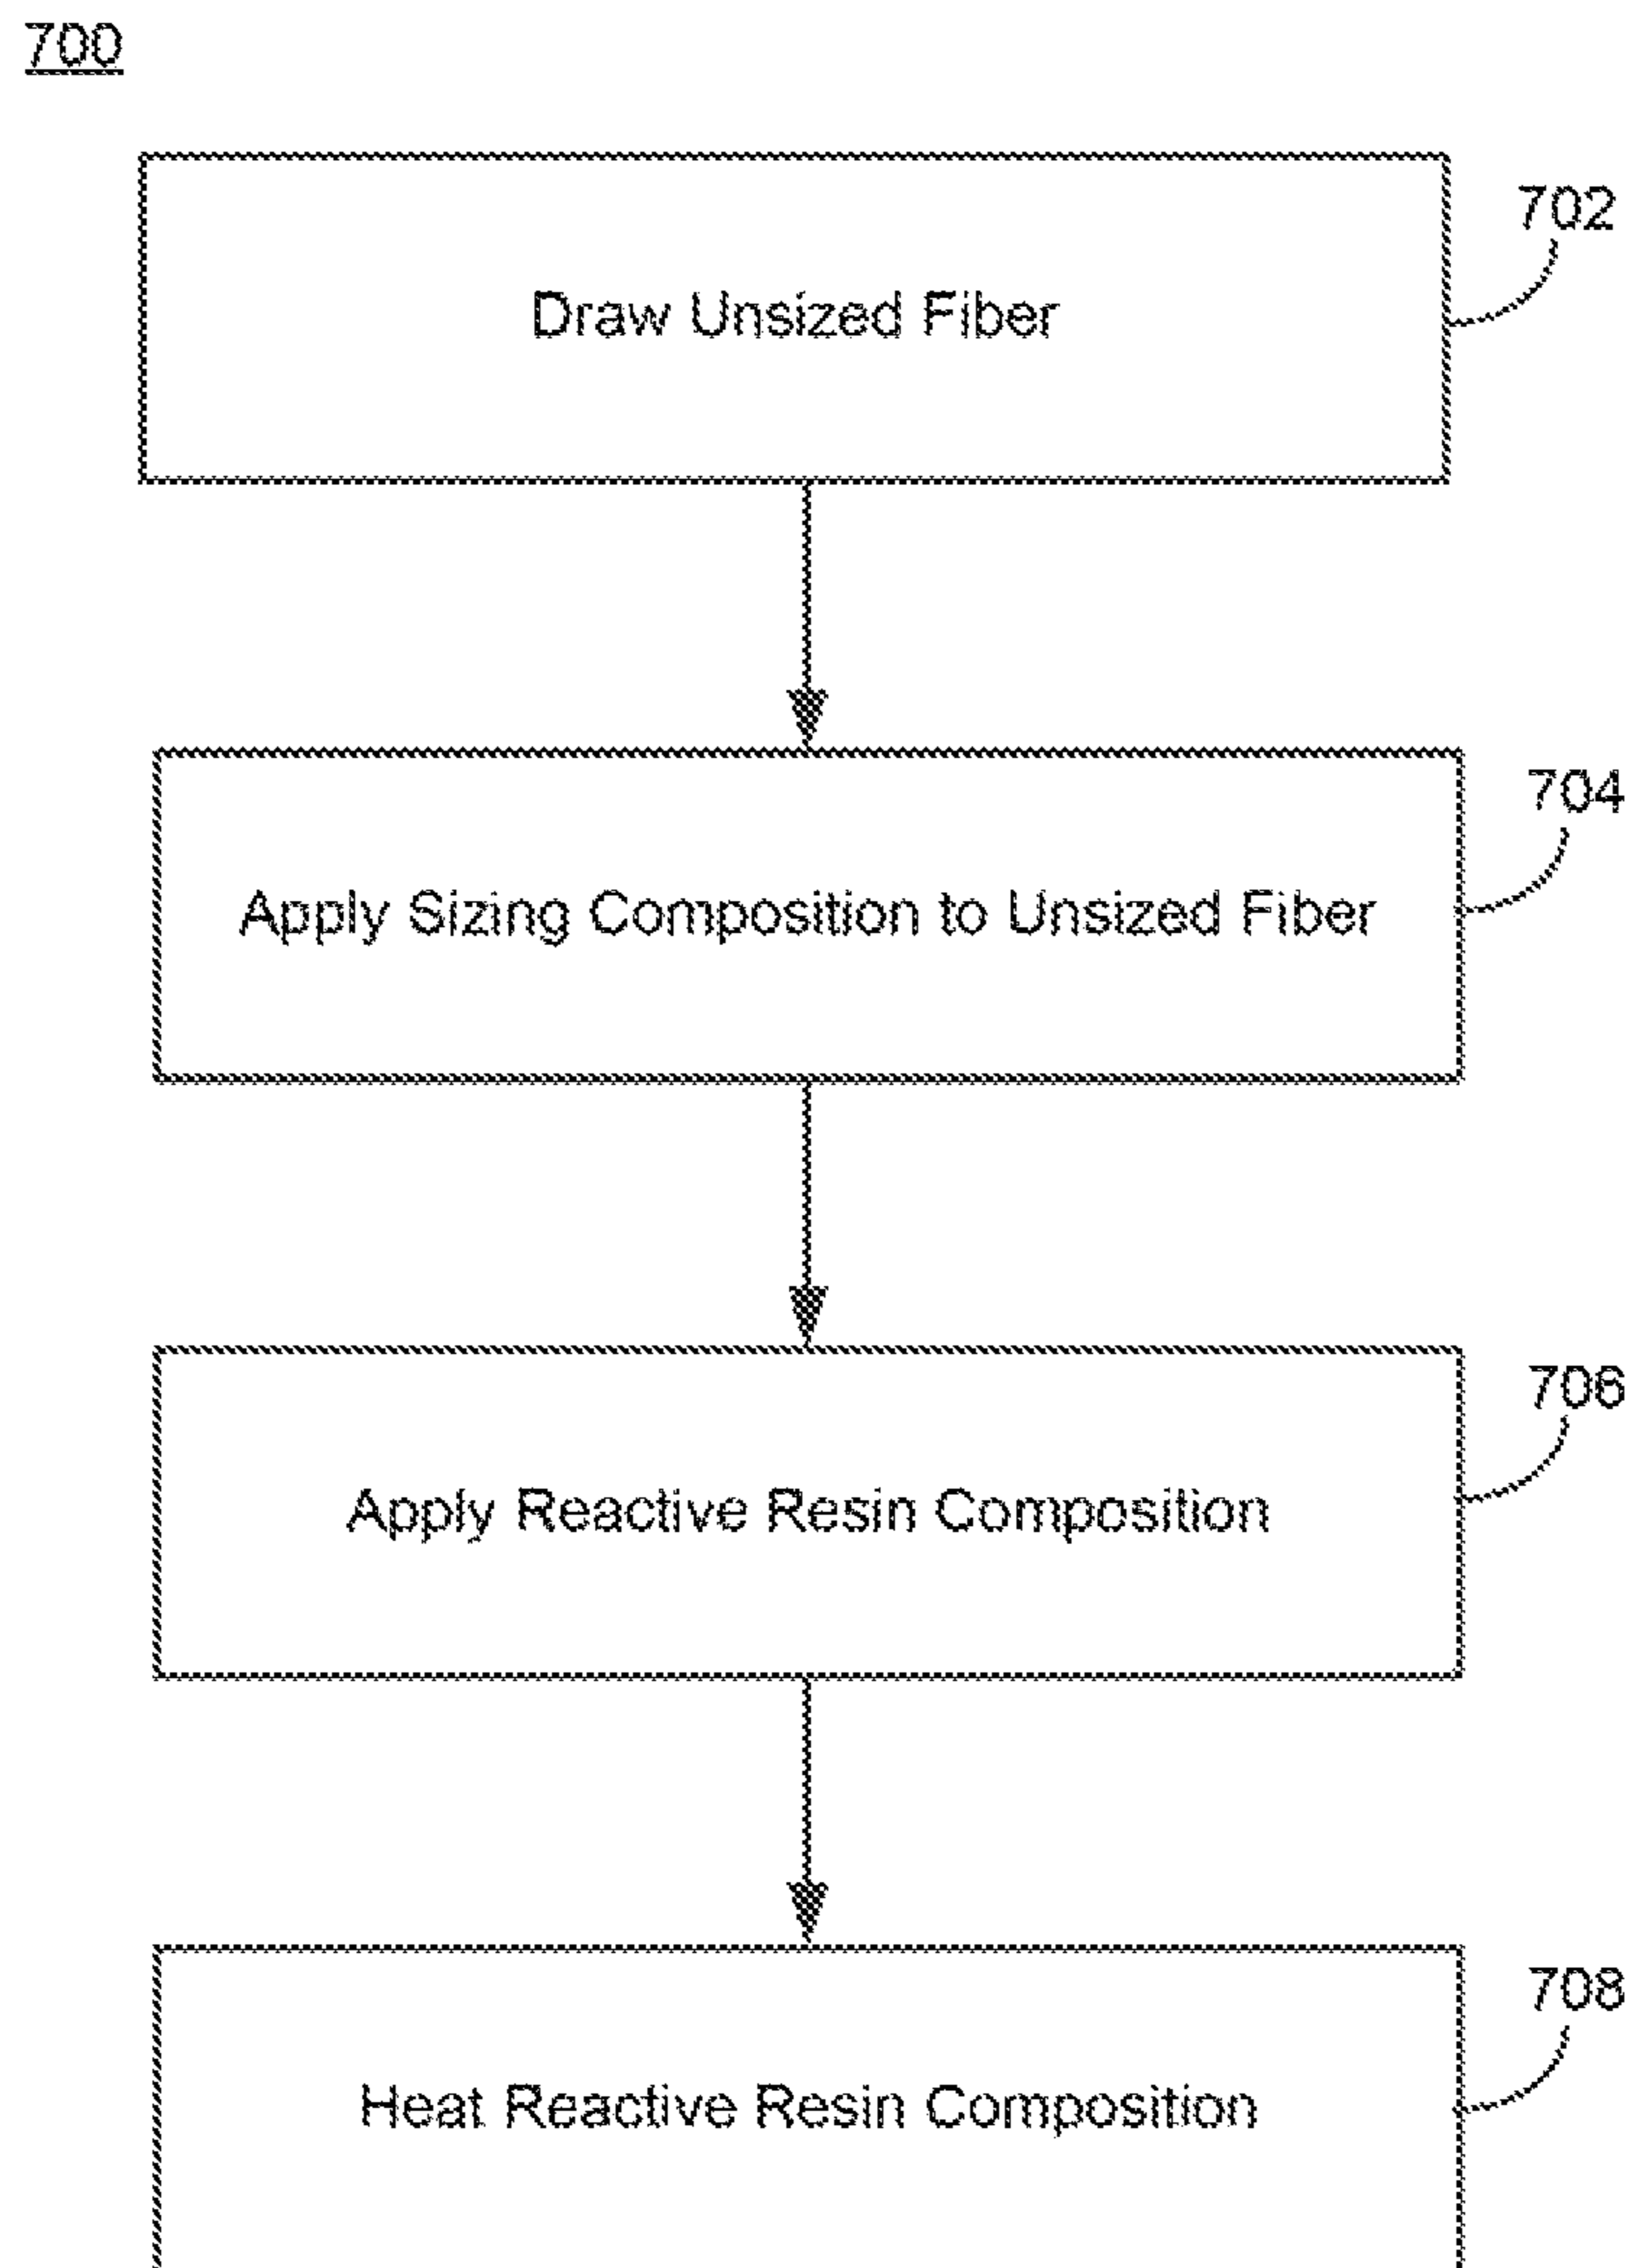 700
702
Draw Unsized Fiber
704
Apply Sizing Composition to Unsized Fiber
706
Apply Reactive Resin Composition
708
Heat Reactive Resin Composition